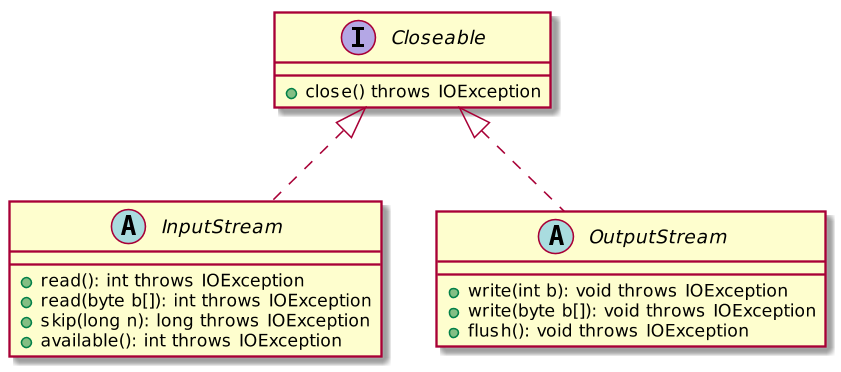 I Closeable
close() throws IOException
A InputStream
read(): int throws IOException
read(byte b[]): int throws IOException
skip(long n): long throws IOException
available(): int throws IOException
A OutputStream
write(int b): void throws IOException
write(byte b[]): void throws IOException
flush(): void throws IOException